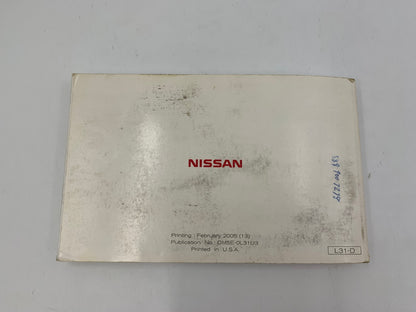 NISSAN
Printing : February 2005 (13)
Publication No.: OM5E-0L31U3
Printed in U.S.A.
L31-D